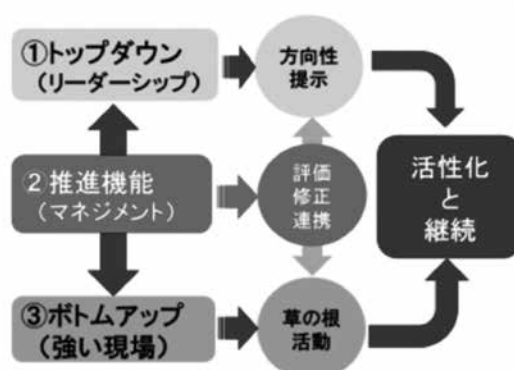 ①トップダウン
(リーダーシップ)
方向性
提示
②推進機能
(マネジメント)
評価
修正
連携
活性化
と
継続
③ボトムアップ
(強い現場)
草の根
活動